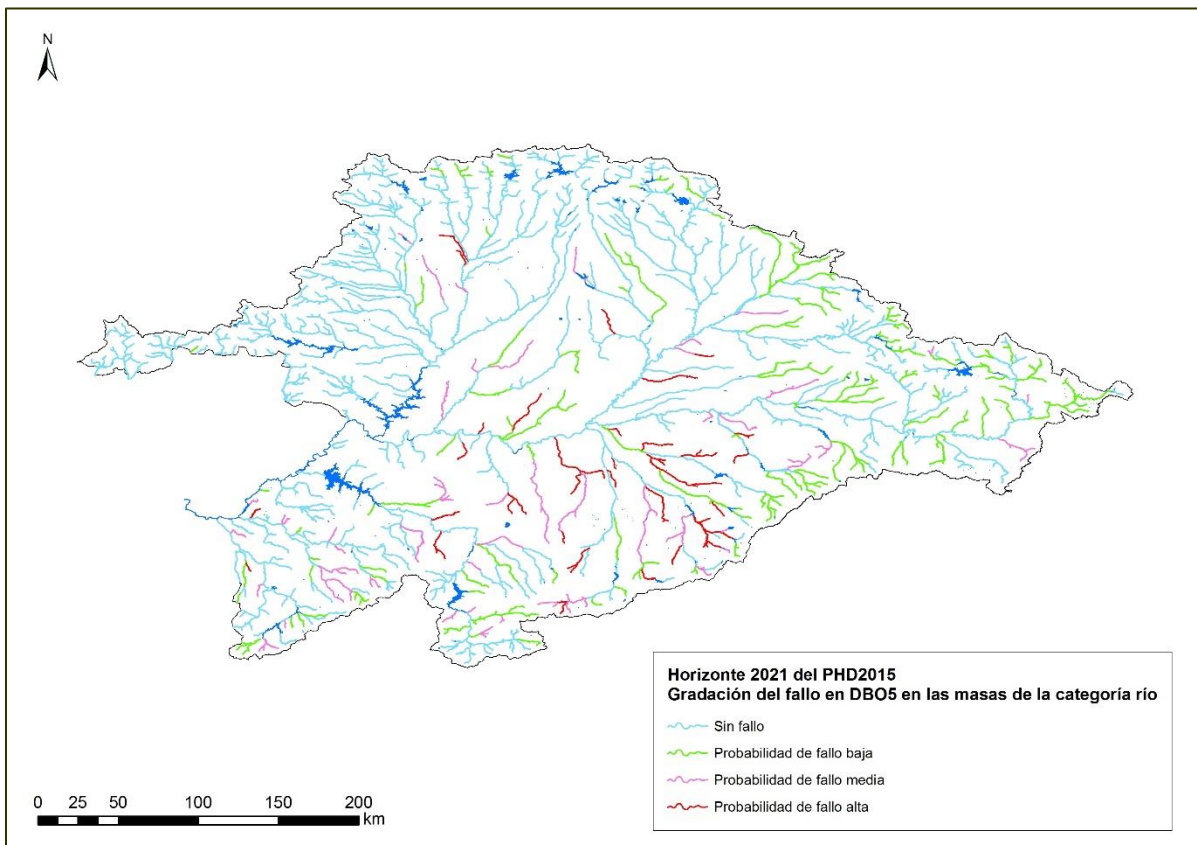 N
Horizonte 2021 del PHD2015
Gradación del fallo en DBO5 en las masas de la categoría río
Sin fallo
Probabilidad de fallo baja
Probabilidad de fallo media
Probabilidad de fallo alta
0 25 50 100 150 200
km